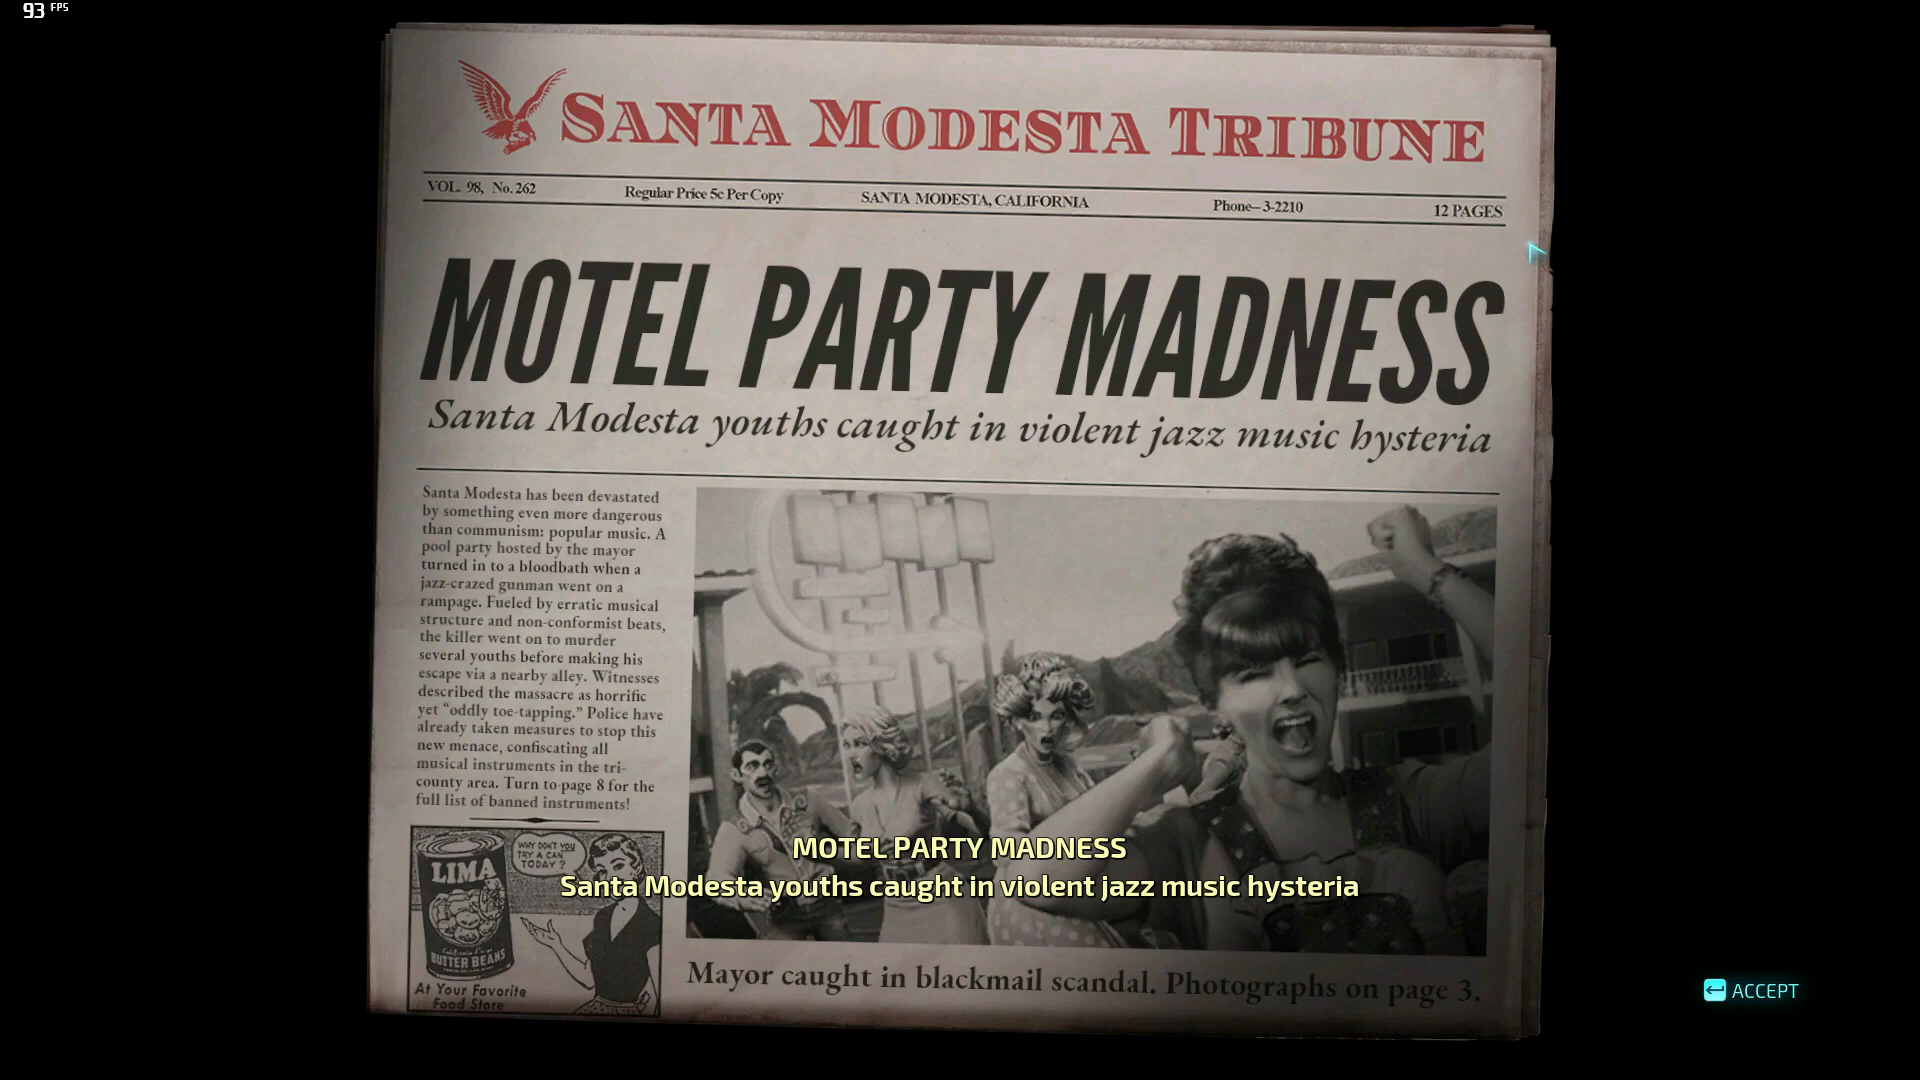 93 FPS
SANTA MODESTA TRIBUNE
VOL. 98, No. 262 Regular Price 5c Per Copy SANTA MODESTA, CALIFORNIA Phone–3-2210 12 PAGES
MOTEL PARTY MADNESS
Santa Modesta youths caught in violent jazz music hysteria
Santa Modesta has been devastated
by something even more dangerous
than communism: popular music. A
pool party hosted by the mayor
turned in to a bloodbath when a
jazz-crazed gunman went on a
rampage. Fueled by erratic musical
structure and non-conformist beats,
the killer went on to murder
several youths before making his
escape via a nearby alley. Witnesses
described the massacre as horrific
yet “oddly toe-tapping.” Police have
already taken measures to stop this
new menace, confiscating all
musical instruments in the tri-
county area. Turn to page 8 for the
full list of banned instruments!
WHY DON'T YOU
TRY A CAN
TODAY?
LIMA
BUTTER BEANS
At Your Favorite
Food Store
MOTEL PARTY MADNESS
Santa Modesta youths caught in violent jazz music hysteria
Mayor caught in blackmail scandal. Photographs on page 3.
ACCEPT